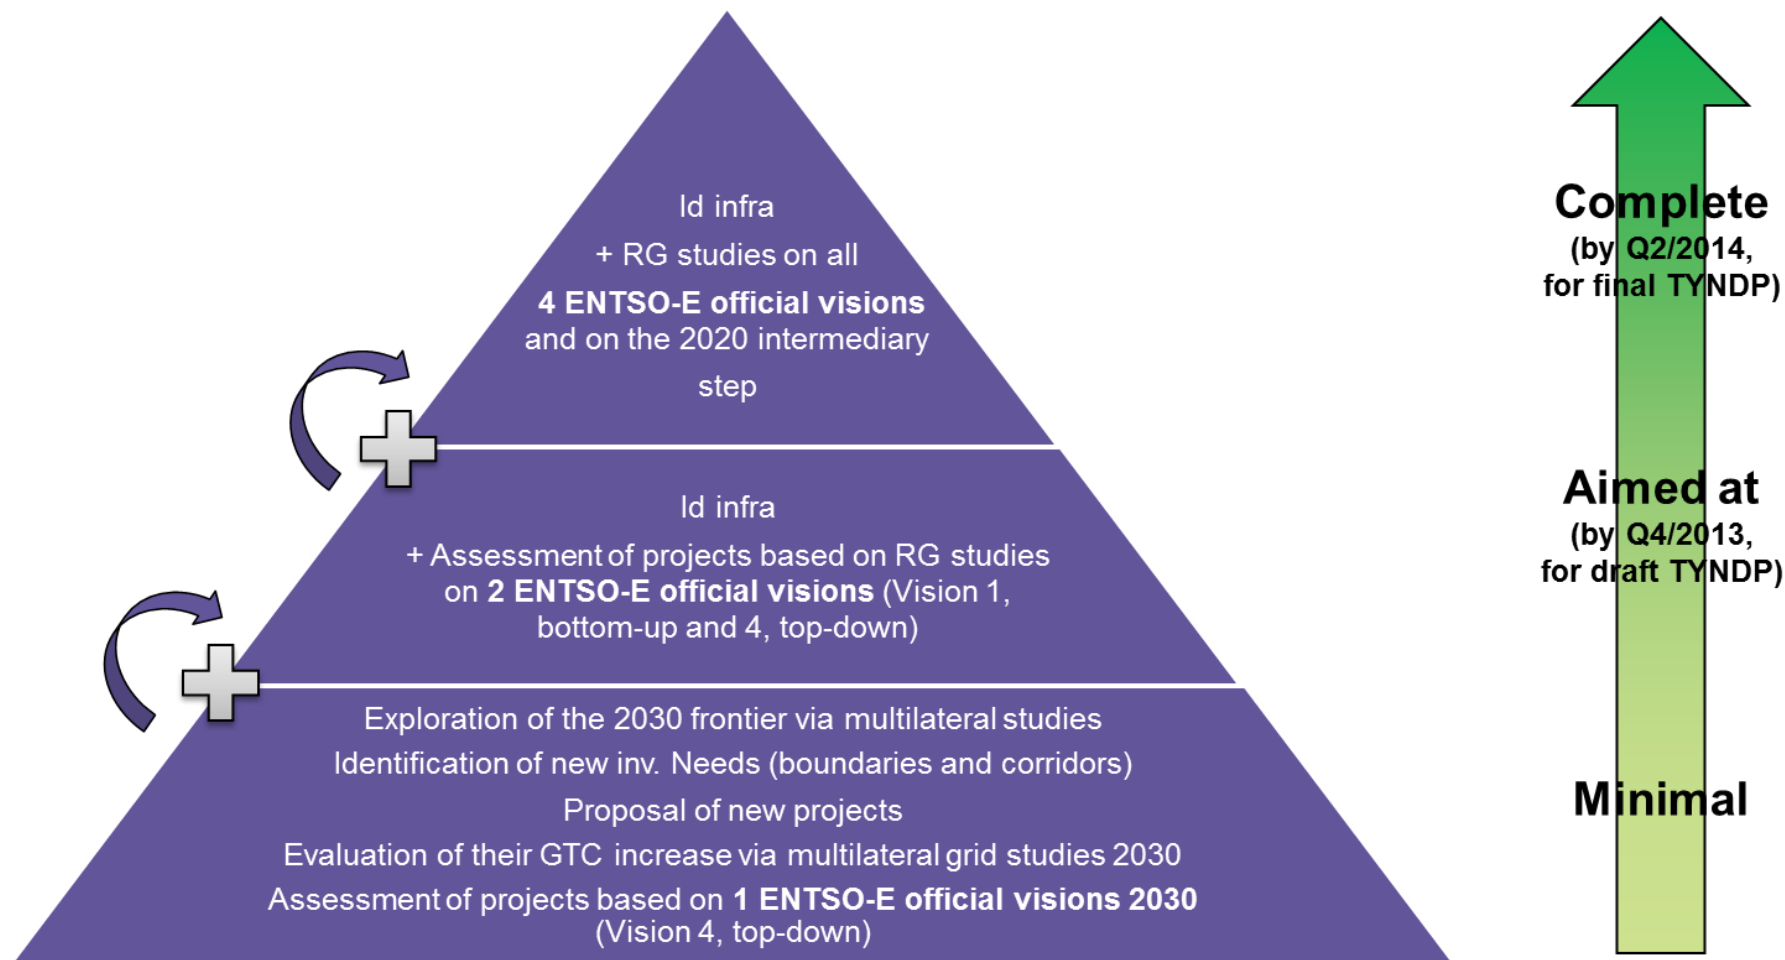 Id infra
+ RG studies on all
4 ENTSO-E official visions
and on the 2020 intermediary
step
Complete
(by Q2/2014,
for final TYNDP)
Id infra
+ Assessment of projects based on RG studies
on 2 ENTSO-E official visions (Vision 1,
bottom-up and 4, top-down)
Aimed at
(by Q4/2013,
for draft TYNDP)
Exploration of the 2030 frontier via multilateral studies
Identification of new inv. Needs (boundaries and corridors)
Proposal of new projects
Evaluation of their GTC increase via multilateral grid studies 2030
Assessment of projects based on 1 ENTSO-E official visions 2030
(Vision 4, top-down)
Minimal